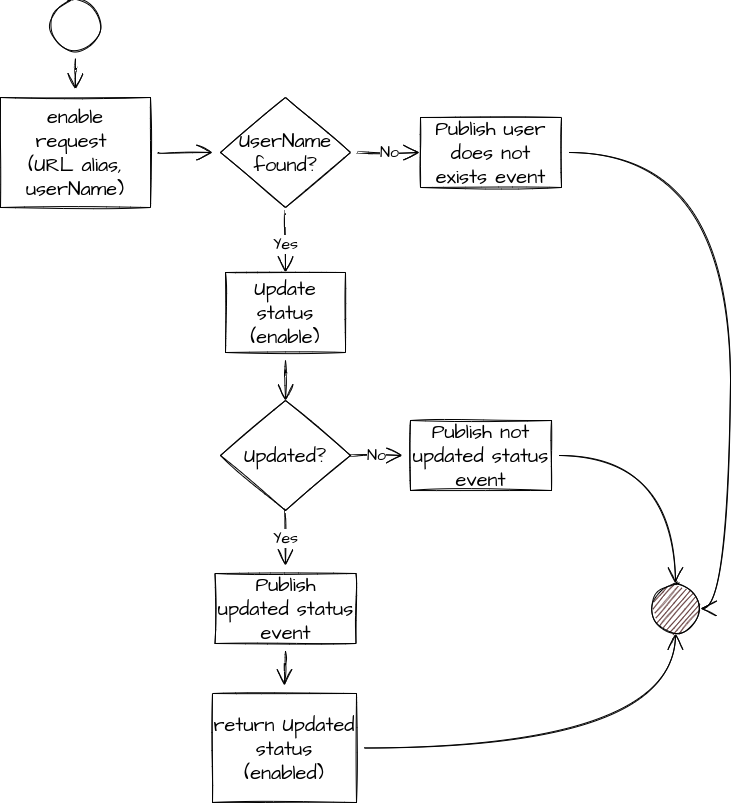 enable
request
(URL alias,
userName)
UserName
found?
No
Publish user
does not
exists event
Yes
Update
status
(enable)
Updated?
No
Publish not
updated status
event
Yes
Publish
updated status
event
return Updated
status
(enabled)